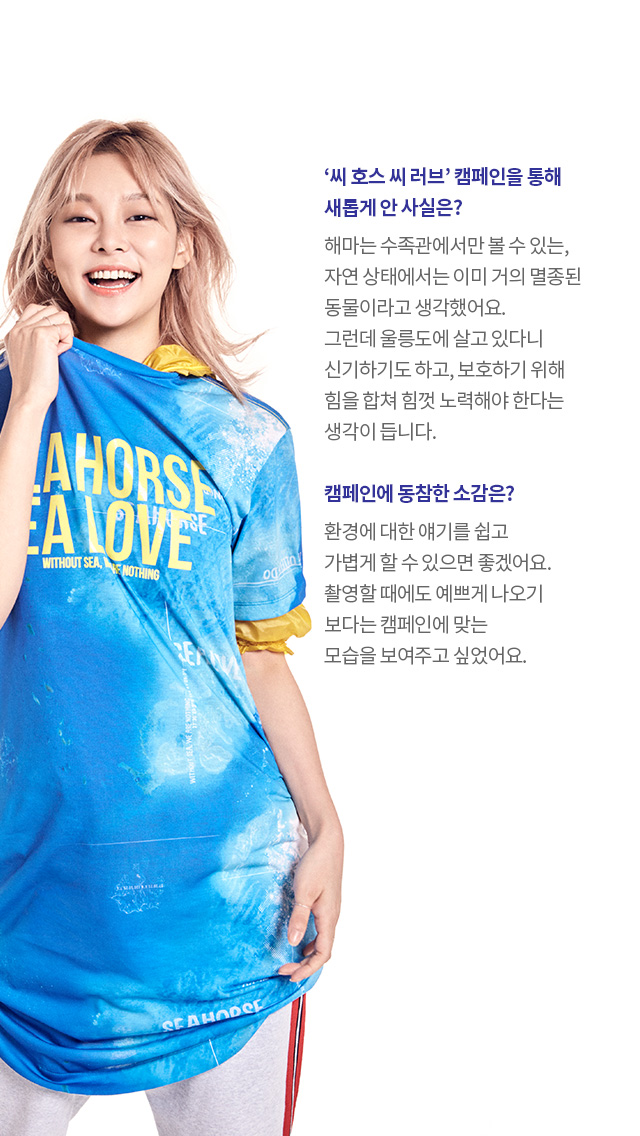 ‘씨 호스 씨 러브’ 캠페인을 통해
새롭게 안 사실은?
해마는 수족관에서만 볼 수 있는,
자연 상태에서는 이미 거의 멸종된
동물이라고 생각했어요.
그런데 울릉도에 살고 있다니
신기하기도 하고, 보호하기 위해
힘을 합쳐 힘껏 노력해야 한다는
생각이 듭니다.
캠페인에 동참한 소감은?
환경에 대한 얘기를 쉽고
가볍게 할 수 있으면 좋겠어요.
촬영할 때에도 예쁘게 나오기
보다는 캠페인에 맞는
모습을 보여주고 싶었어요.
EAHORSE
EA LOVE
WITHOUT SEA, NOTHING
SEAHORSE